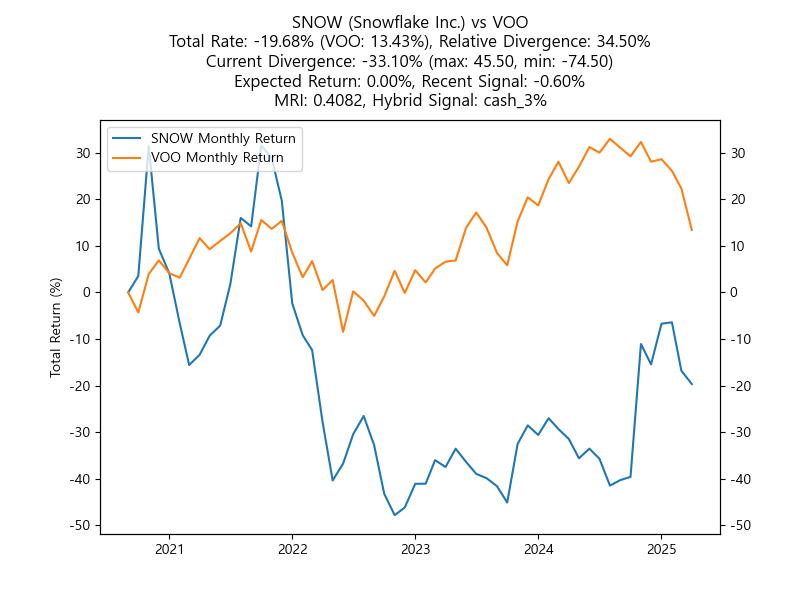 SNOW (Snowflake Inc.) vs VOO
Total Rate: -19.68% (VOO: 13.43%), Relative Divergence: 34.50%
Current Divergence: -33.10% (max: 45.50, min: -74.50)
Expected Return: 0.00%, Recent Signal: -0.60%
MRI: 0.4082, Hybrid Signal: cash_3%
SNOW Monthly Return
VOO Monthly Return
Total Return (%)
30
20
10
0
-10
-20
-30
-40
-50
30
20
10
0
-10
-20
-30
-40
-50
2021 2022 2023 2024 2025